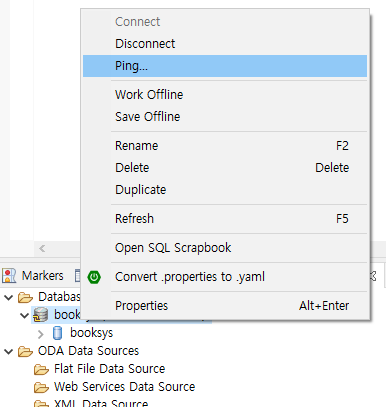 Connect
Disconnect
Ping...
Work Offline
Save Offline
Rename F2
Delete Delete
Duplicate
Refresh F5
Open SQL Scrapbook
Convert .properties to .yaml
Properties Alt+Enter
Markers
Databas
book
booksys
ODA Data Sources
Flat File Data Source
Web Services Data Source
XML Data Source